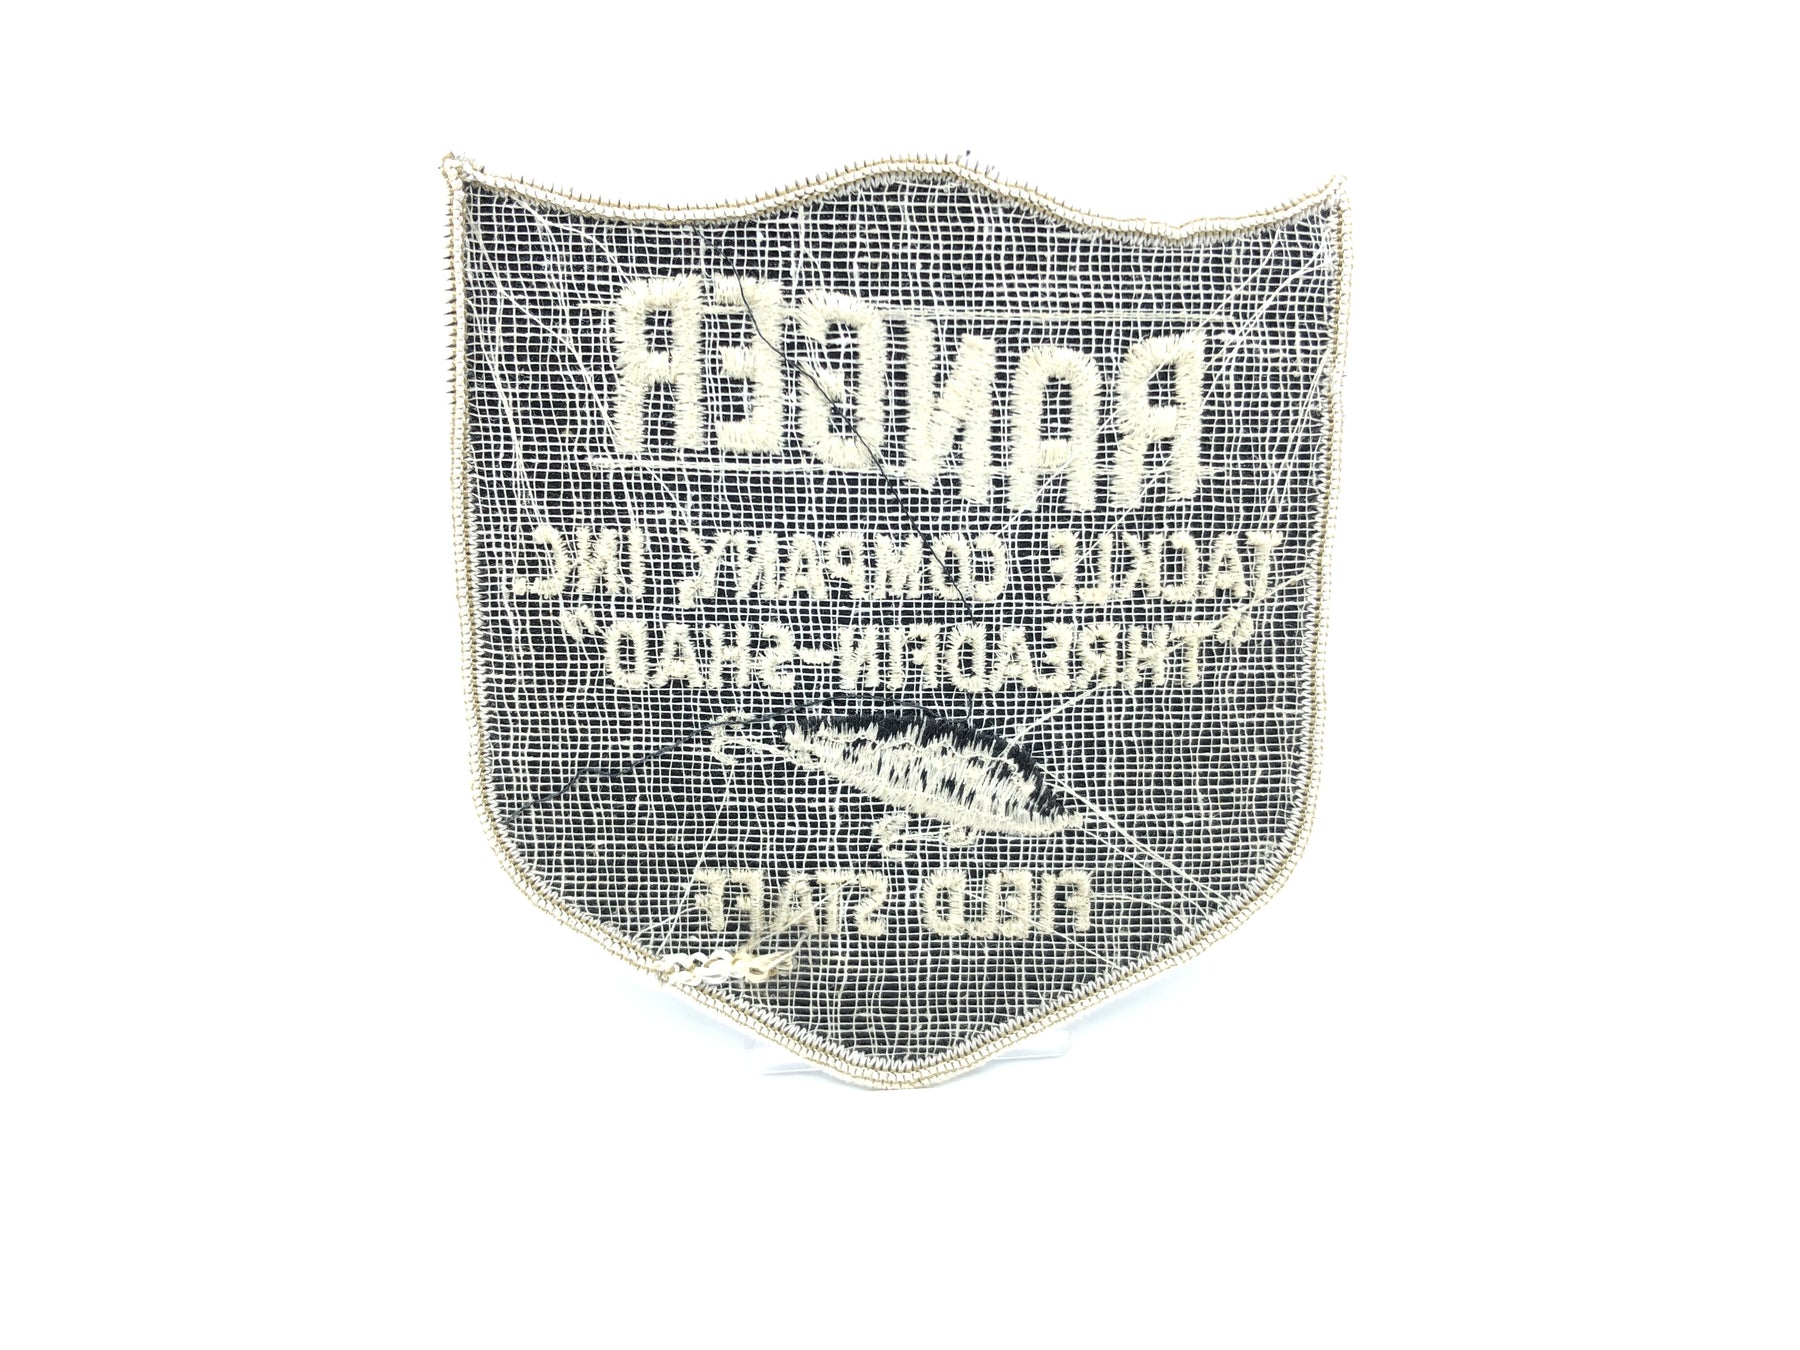 RANGER
TACKLE COMPANY, INC.
"THREADFIN-SHAD"
FIELD STAFF